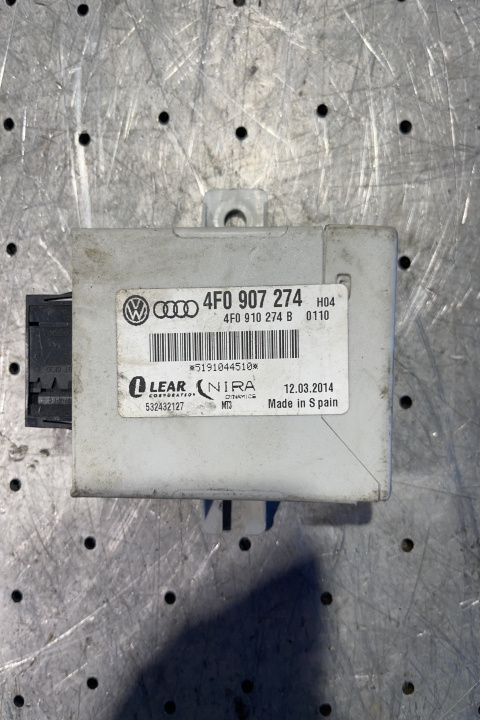 4F0 907 274 H04
4F0 910 274 B 0110
*5191044510*
LEAR NIRA 12.03.2014
CORPORATION DYNAMICS
532432127 MT3 Made in Spain